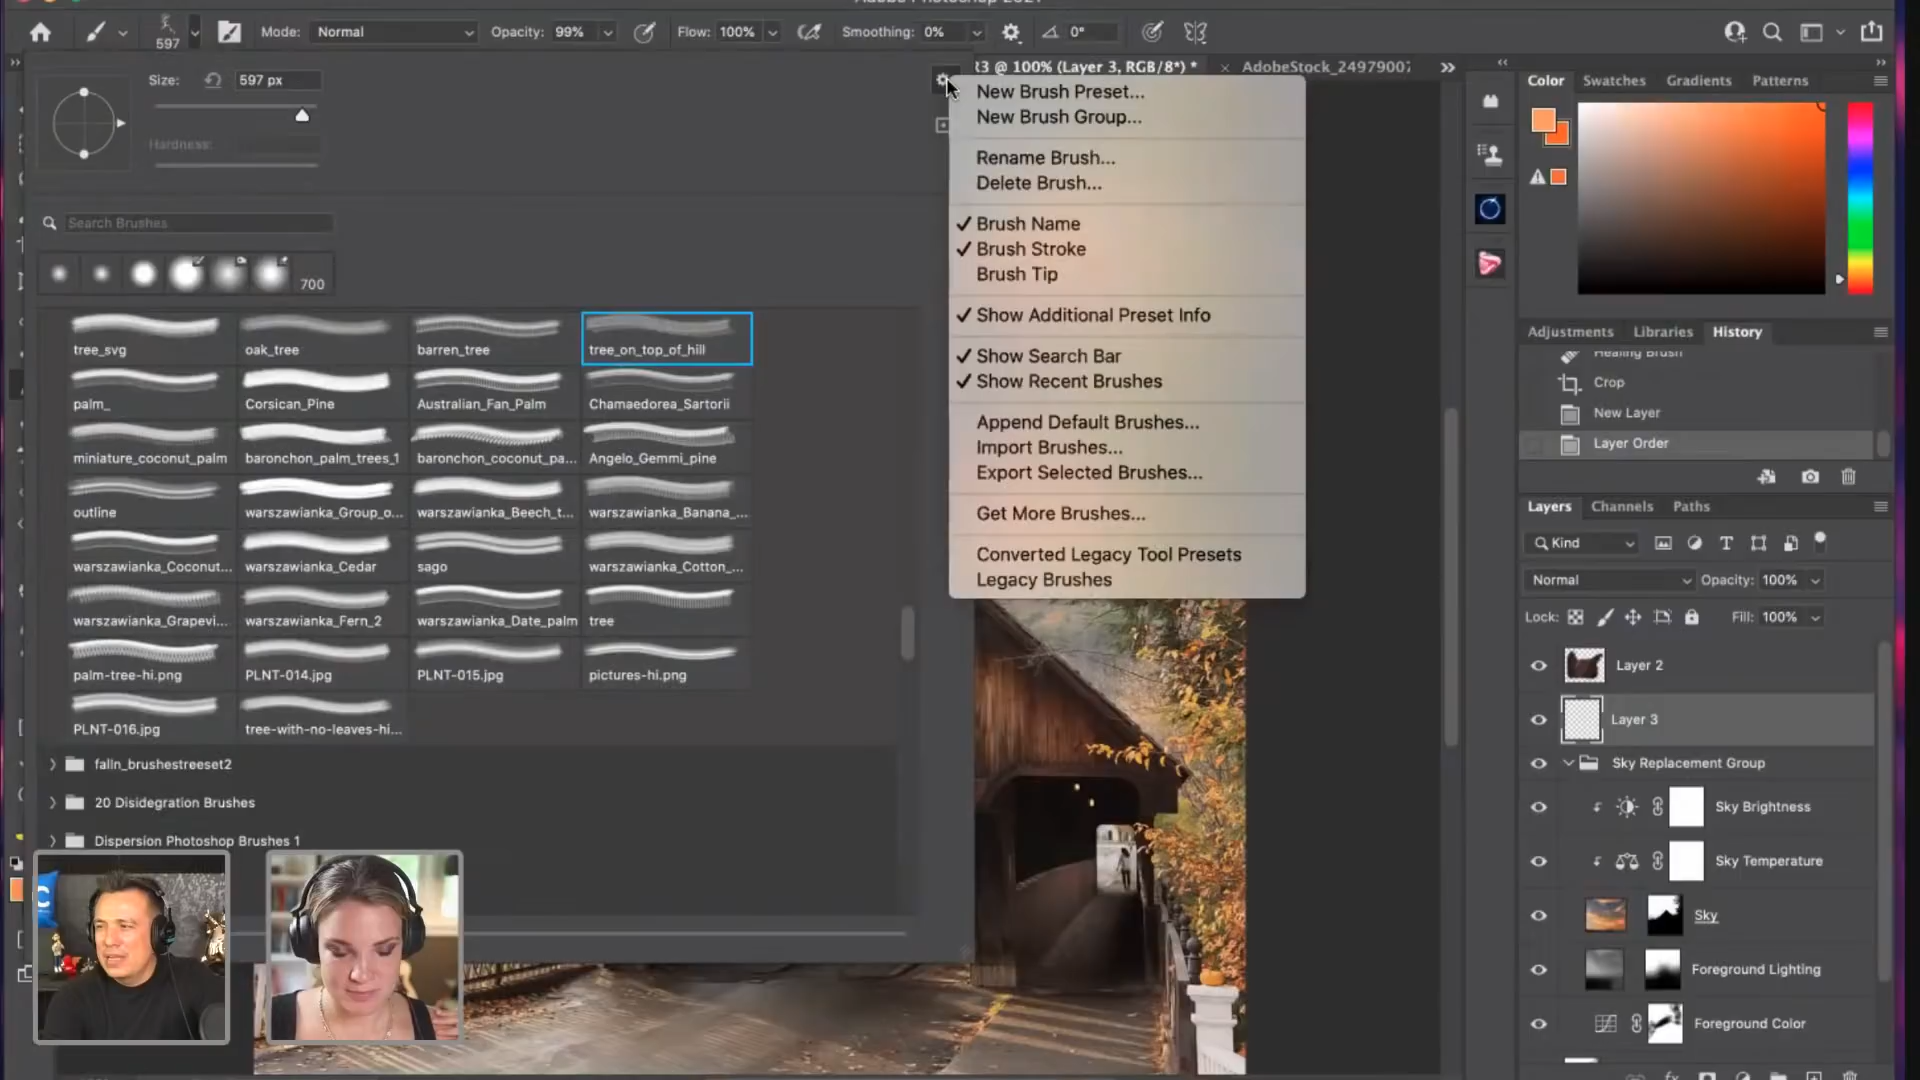 597
Mode: Normal
Opacity: 99%
Flow: 100%
Smoothing: 0%
0°
Size: 597 px
Hardness:
Search Brushes
700
tree_svg oak_tree barren_tree tree_on_top_of_hill
palm_ Corsican_Pine Australian_Fan_Palm Chamaedorea_Sartorii
miniature_coconut_palm baronchon_palm_trees_1 baronchon_coconut_pa... Angelo_Gemmi_pine
outline warszawianka_Group_o... warszawianka_Beech_t... warszawianka_Banana_...
warszawianka_Coconut... warszawianka_Cedar sago warszawianka_Cotton_...
warszawianka_Grapevi... warszawianka_Fern_2 warszawianka_Date_palm tree
palm-tree-hi.png PLNT-014.jpg PLNT-015.jpg pictures-hi.png
PLNT-016.jpg tree-with-no-leaves-hi...
falln_brushestreeset2
20 Disidegration Brushes
Dispersion Photoshop Brushes 1
3 @ 100% (Layer 3, RGB/8*) *
AdobeStock_24979007
New Brush Preset...
New Brush Group...
Rename Brush...
Delete Brush...
Brush Name
Brush Stroke
Brush Tip
Show Additional Preset Info
Show Search Bar
Show Recent Brushes
Append Default Brushes...
Import Brushes...
Export Selected Brushes...
Get More Brushes...
Converted Legacy Tool Presets
Legacy Brushes
Color Swatches Gradients Patterns
Adjustments Libraries History
Healing Brush
Crop
New Layer
Layer Order
Layers Channels Paths
Kind
Normal Opacity: 100%
Lock: Fill: 100%
Layer 2
Layer 3
Sky Replacement Group
Sky Brightness
Sky Temperature
Sky
Foreground Lighting
Foreground Color